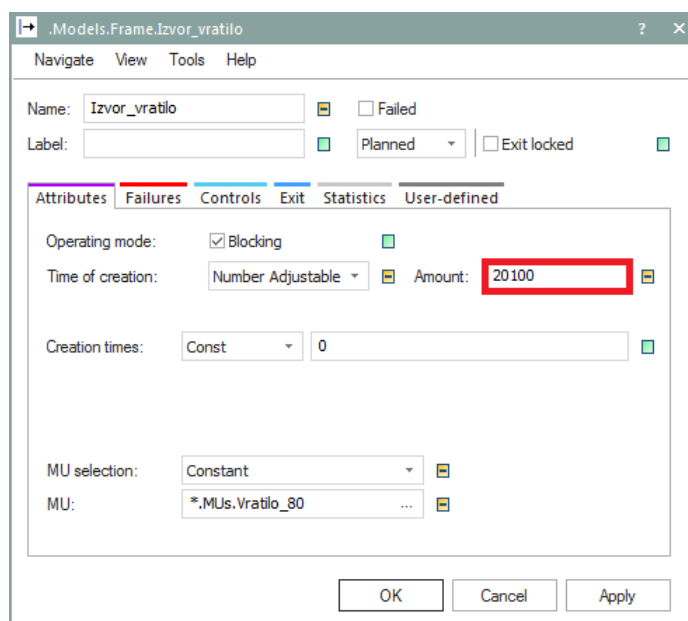 .Models.Frame.Izvor_vratilo ? ×
Navigate View Tools Help
Name: Izvor_vratilo Failed
Label: Planned Exit locked
Attributes Failures Controls Exit Statistics User-defined
Operating mode: Blocking
Time of creation: Number Adjustable Amount: 20100
Creation times: Const 0
MU selection: Constant
MU: *.MUs.Vratilo_80 ...
OK Cancel Apply